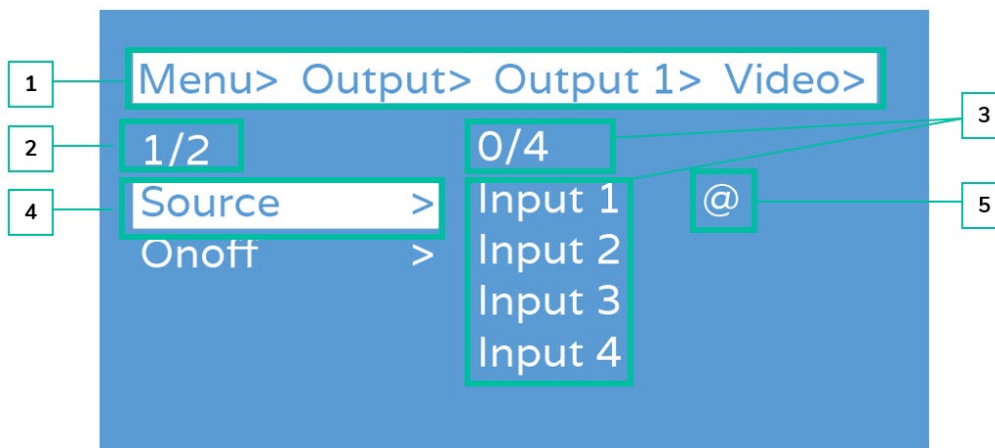 Menu> Output> Output 1> Video>
1
3
2
1/2 0/4
4
Source > Input 1 @
5
Onoff > Input 2
Input 3
Input 4